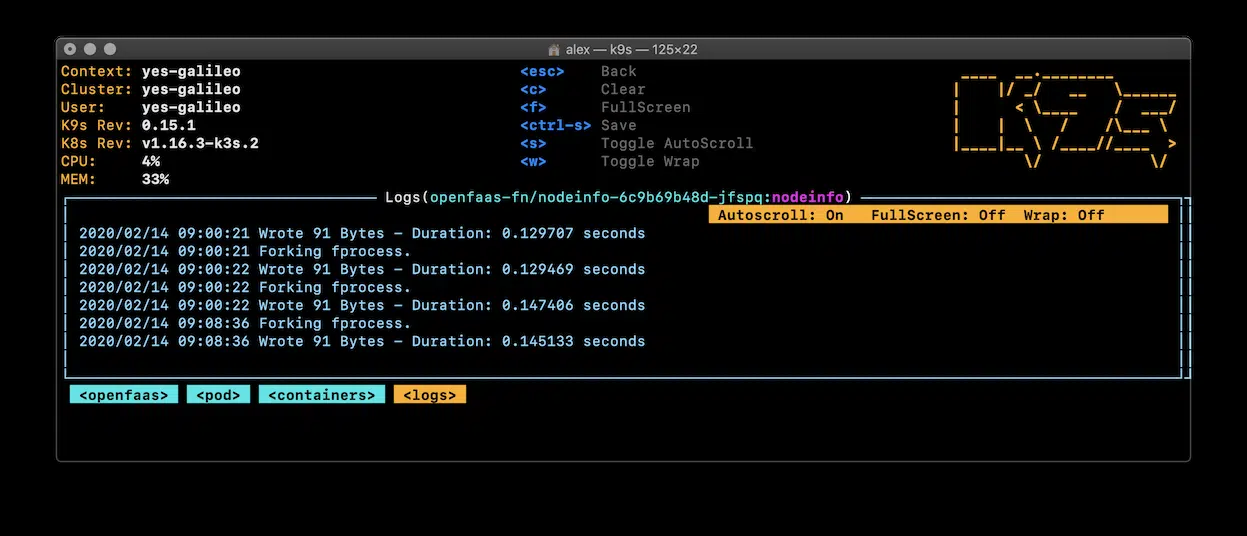 alex — k9s — 125×22
Context: yes-galileo
Cluster: yes-galileo
User: yes-galileo
K9s Rev: 0.15.1
K8s Rev: v1.16.3-k3s.2
CPU: 4%
MEM: 33%
<esc> Back
<c> Clear
<f> FullScreen
<ctrl-s> Save
<s> Toggle AutoScroll
<w> Toggle Wrap
K9s
Logs(openfaas-fn/nodeinfo-6c9b69b48d-jfspq:nodeinfo)
Autoscroll: On FullScreen: Off Wrap: Off
2020/02/14 09:00:21 Wrote 91 Bytes - Duration: 0.129707 seconds
2020/02/14 09:00:21 Forking fprocess.
2020/02/14 09:00:22 Wrote 91 Bytes - Duration: 0.129469 seconds
2020/02/14 09:00:22 Forking fprocess.
2020/02/14 09:00:22 Wrote 91 Bytes - Duration: 0.147406 seconds
2020/02/14 09:08:36 Forking fprocess.
2020/02/14 09:08:36 Wrote 91 Bytes - Duration: 0.145133 seconds
<openfaas> <pod> <containers> <logs>